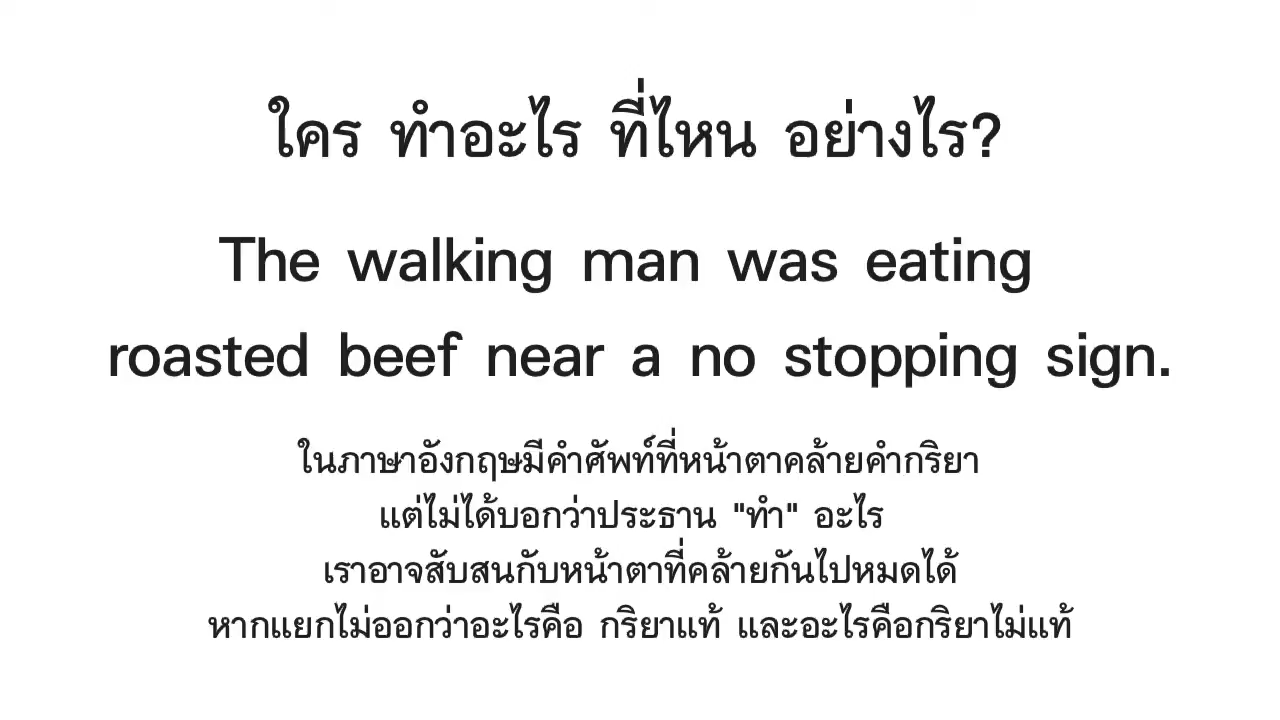 ใคร ทำอะไร ที่ไหน อย่างไร?
The walking man was eating
roasted beef near a no stopping sign.
ในภาษาอังกฤษมีคำศัพท์ที่หน้าตาคล้ายคำกริยา
แต่ไม่ได้บอกว่าประธาน "ทำ" อะไร
เราอาจสับสนกับหน้าตาที่คล้ายกันไปหมดได้
หากแยกไม่ออกว่าอะไรคือ กริยาแท้ และอะไรคือกริยาไม่แท้